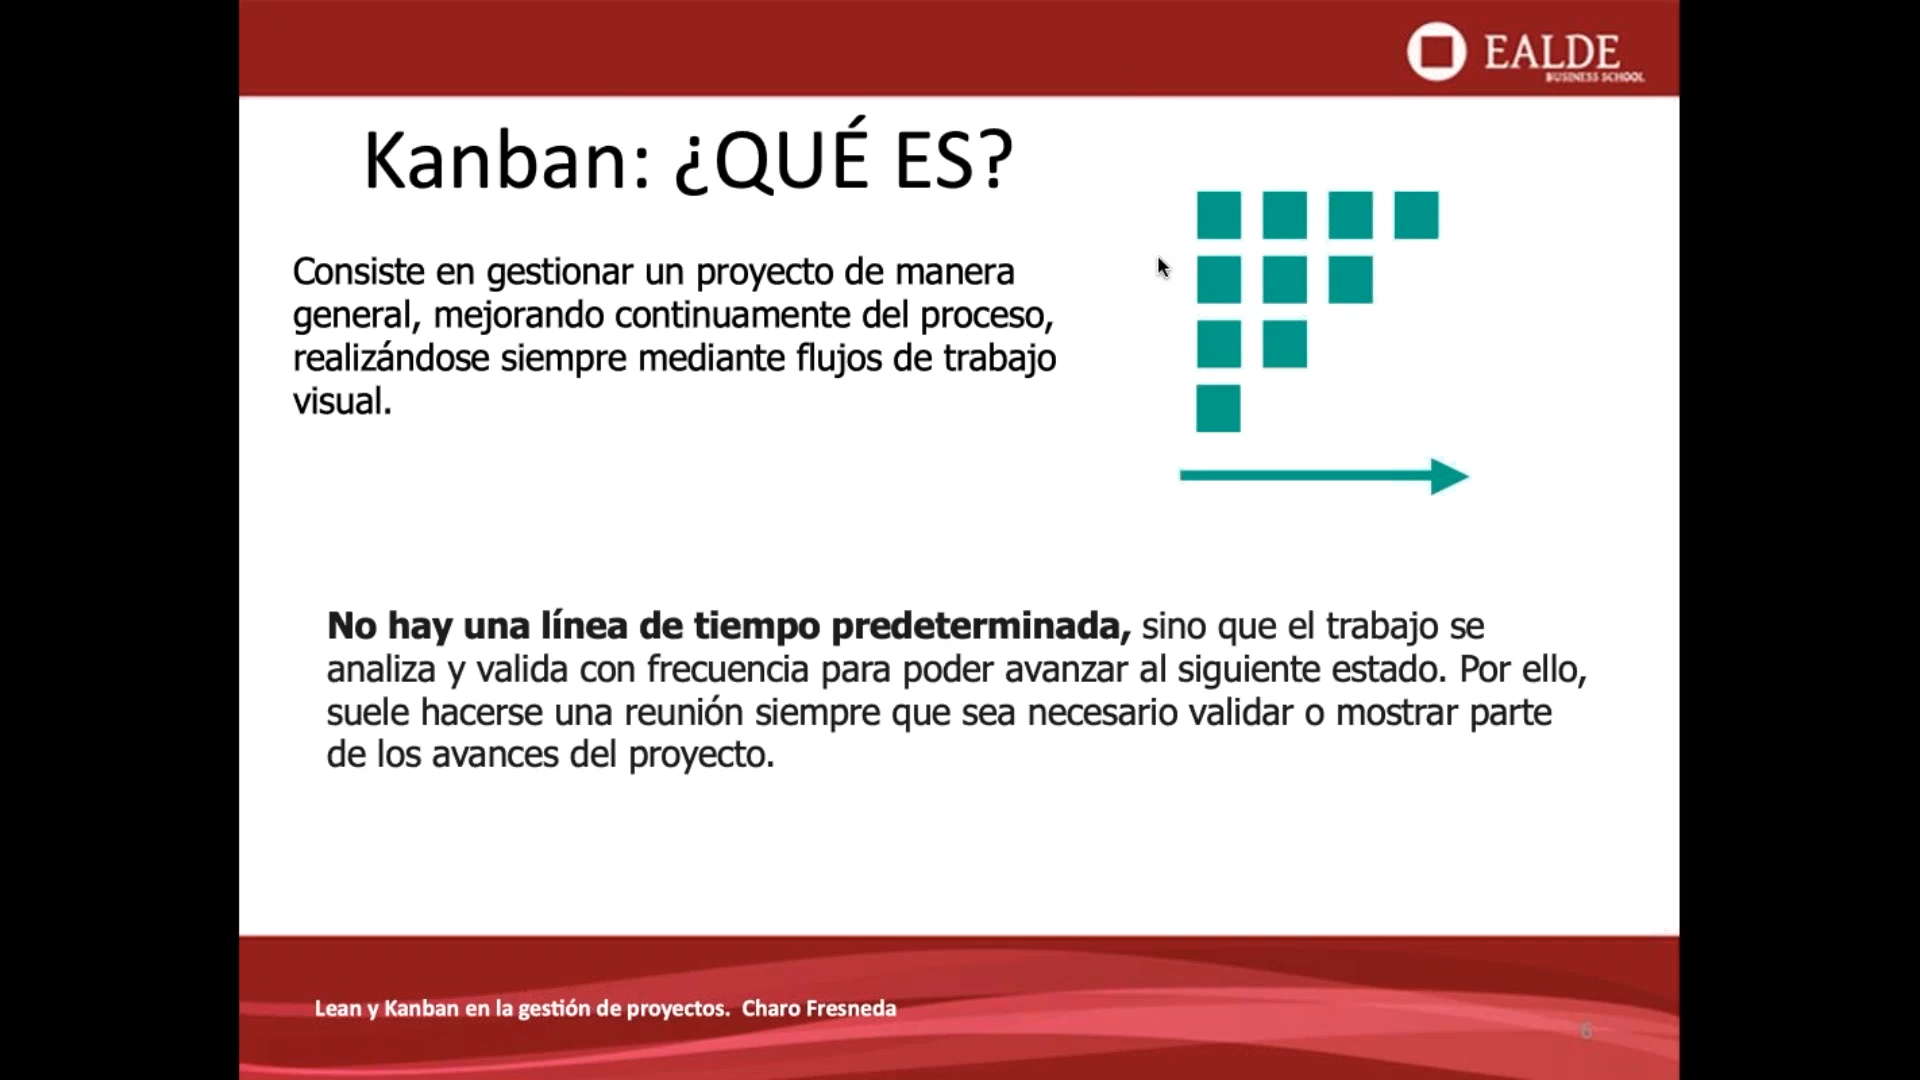 EALDE
BUSINESS SCHOOL
Kanban: ¿QUÉ ES?
Consiste en gestionar un proyecto de manera
general, mejorando continuamente del proceso,
realizándose siempre mediante flujos de trabajo
visual.
No hay una línea de tiempo predeterminada, sino que el trabajo se
analiza y valida con frecuencia para poder avanzar al siguiente estado. Por ello,
suele hacerse una reunión siempre que sea necesario validar o mostrar parte
de los avances del proyecto.
Lean y Kanban en la gestión de proyectos. Charo Fresneda
6